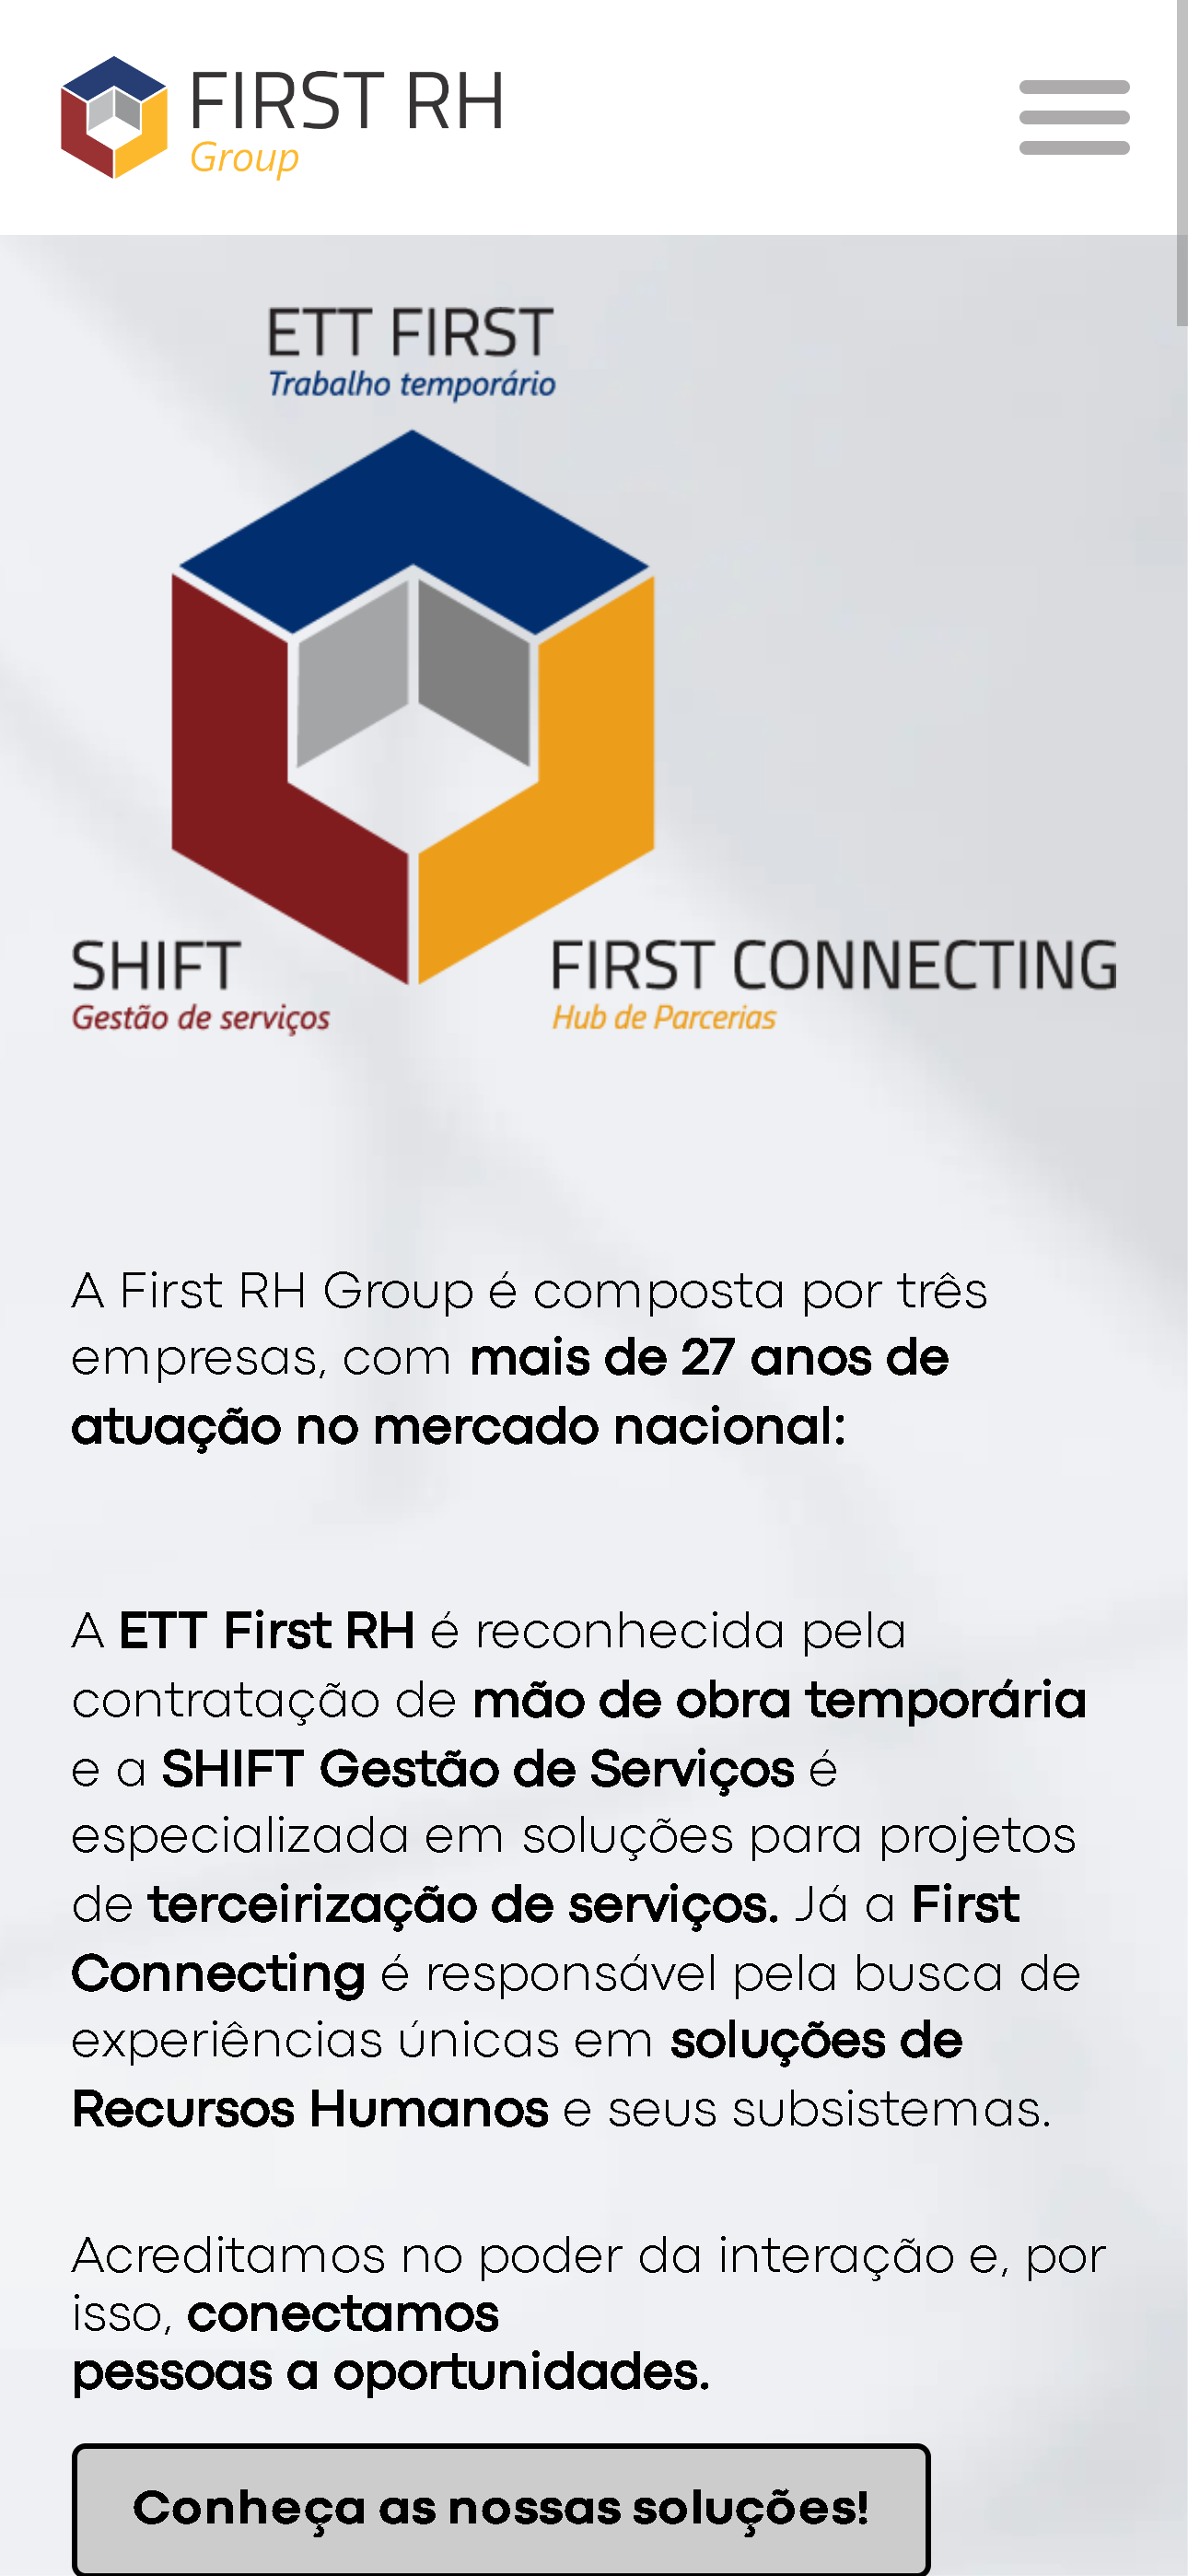 FIRST RH
Group
ETT FIRST
Trabalho temporário
SHIFT
Gestão de serviços
FIRST CONNECTING
Hub de Parcerias
A First RH Group é composta por três
empresas, com mais de 27 anos de
atuação no mercado nacional:
A ETT First RH é reconhecida pela
contratação de mão de obra temporária
e a SHIFT Gestão de Serviços é
especializada em soluções para projetos
de terceirização de serviços. Já a First
Connecting é responsável pela busca de
experiências únicas em soluções de
Recursos Humanos e seus subsistemas.
Acreditamos no poder da interação e, por
isso, conectamos
pessoas a oportunidades.
Conheça as nossas soluções!